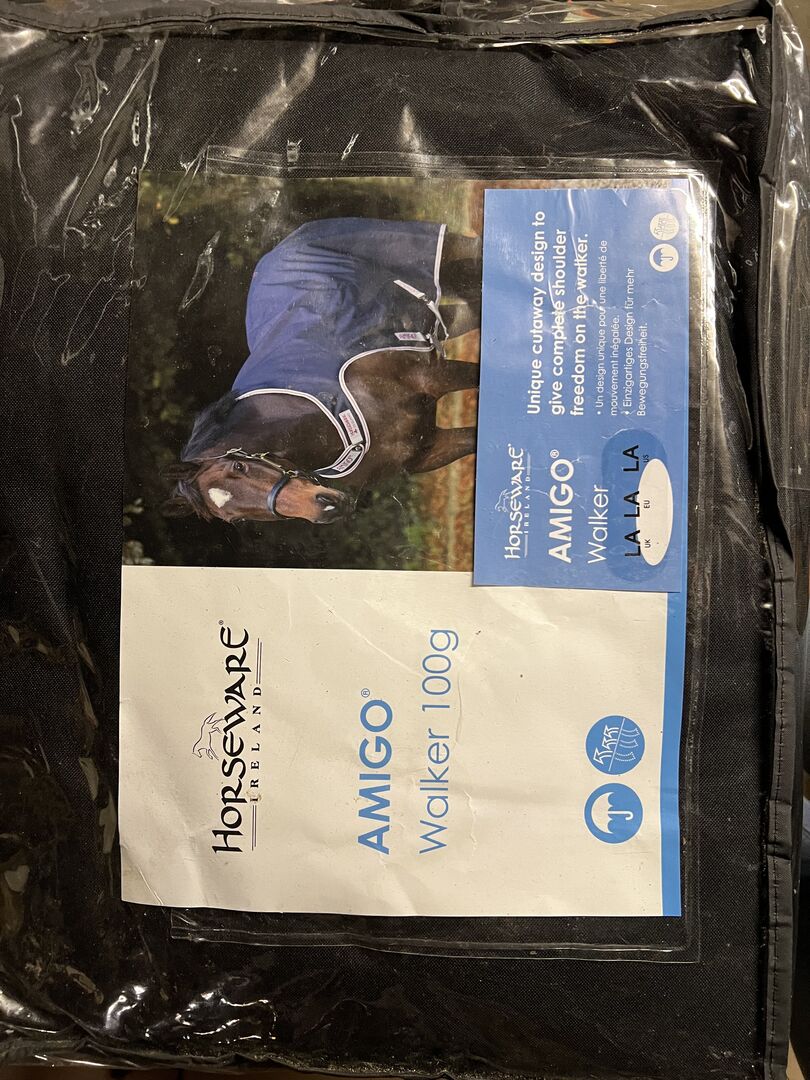 HORSEWARE®
IRELAND
AMIGO®
Walker 100g
HORSEWARE
IRELAND
AMIGO®
Walker
LA LA LA
UK EU US
Unique cutaway design to
give complete shoulder
freedom on the walker.
• Un design unique pour une liberté de
mouvement inégalée.
• Einzigartiges Design für mehr
Bewegungsfreiheit.